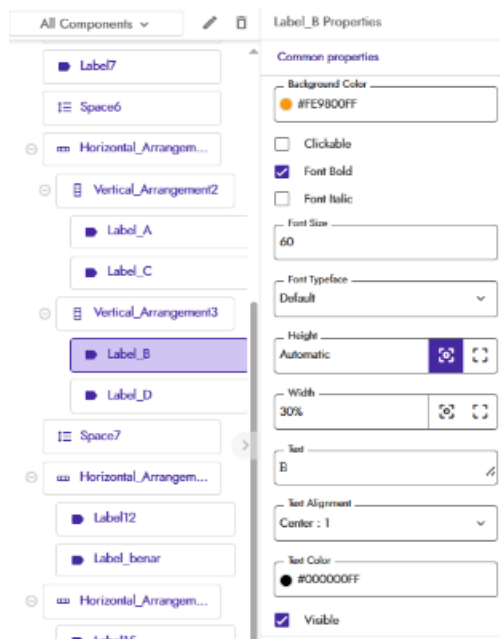 All Components
Label7
Space6
Horizontal_Arrangem...
Vertical_Arrangement2
Label_A
Label_C
Vertical_Arrangement3
Label_B
Label_D
Space7
Horizontal_Arrangem...
Label12
Label_benar
Horizontal_Arrangem...
Label15
Label_B Properties
Common properties
Background Color
#FE9800FF
Clickable
Font Bold
Font Italic
Font Size
60
Font Typeface
Default
Height
Automatic
Width
30%
Text
B
Text Alignment
Center : 1
Text Color
#000000FF
Visible